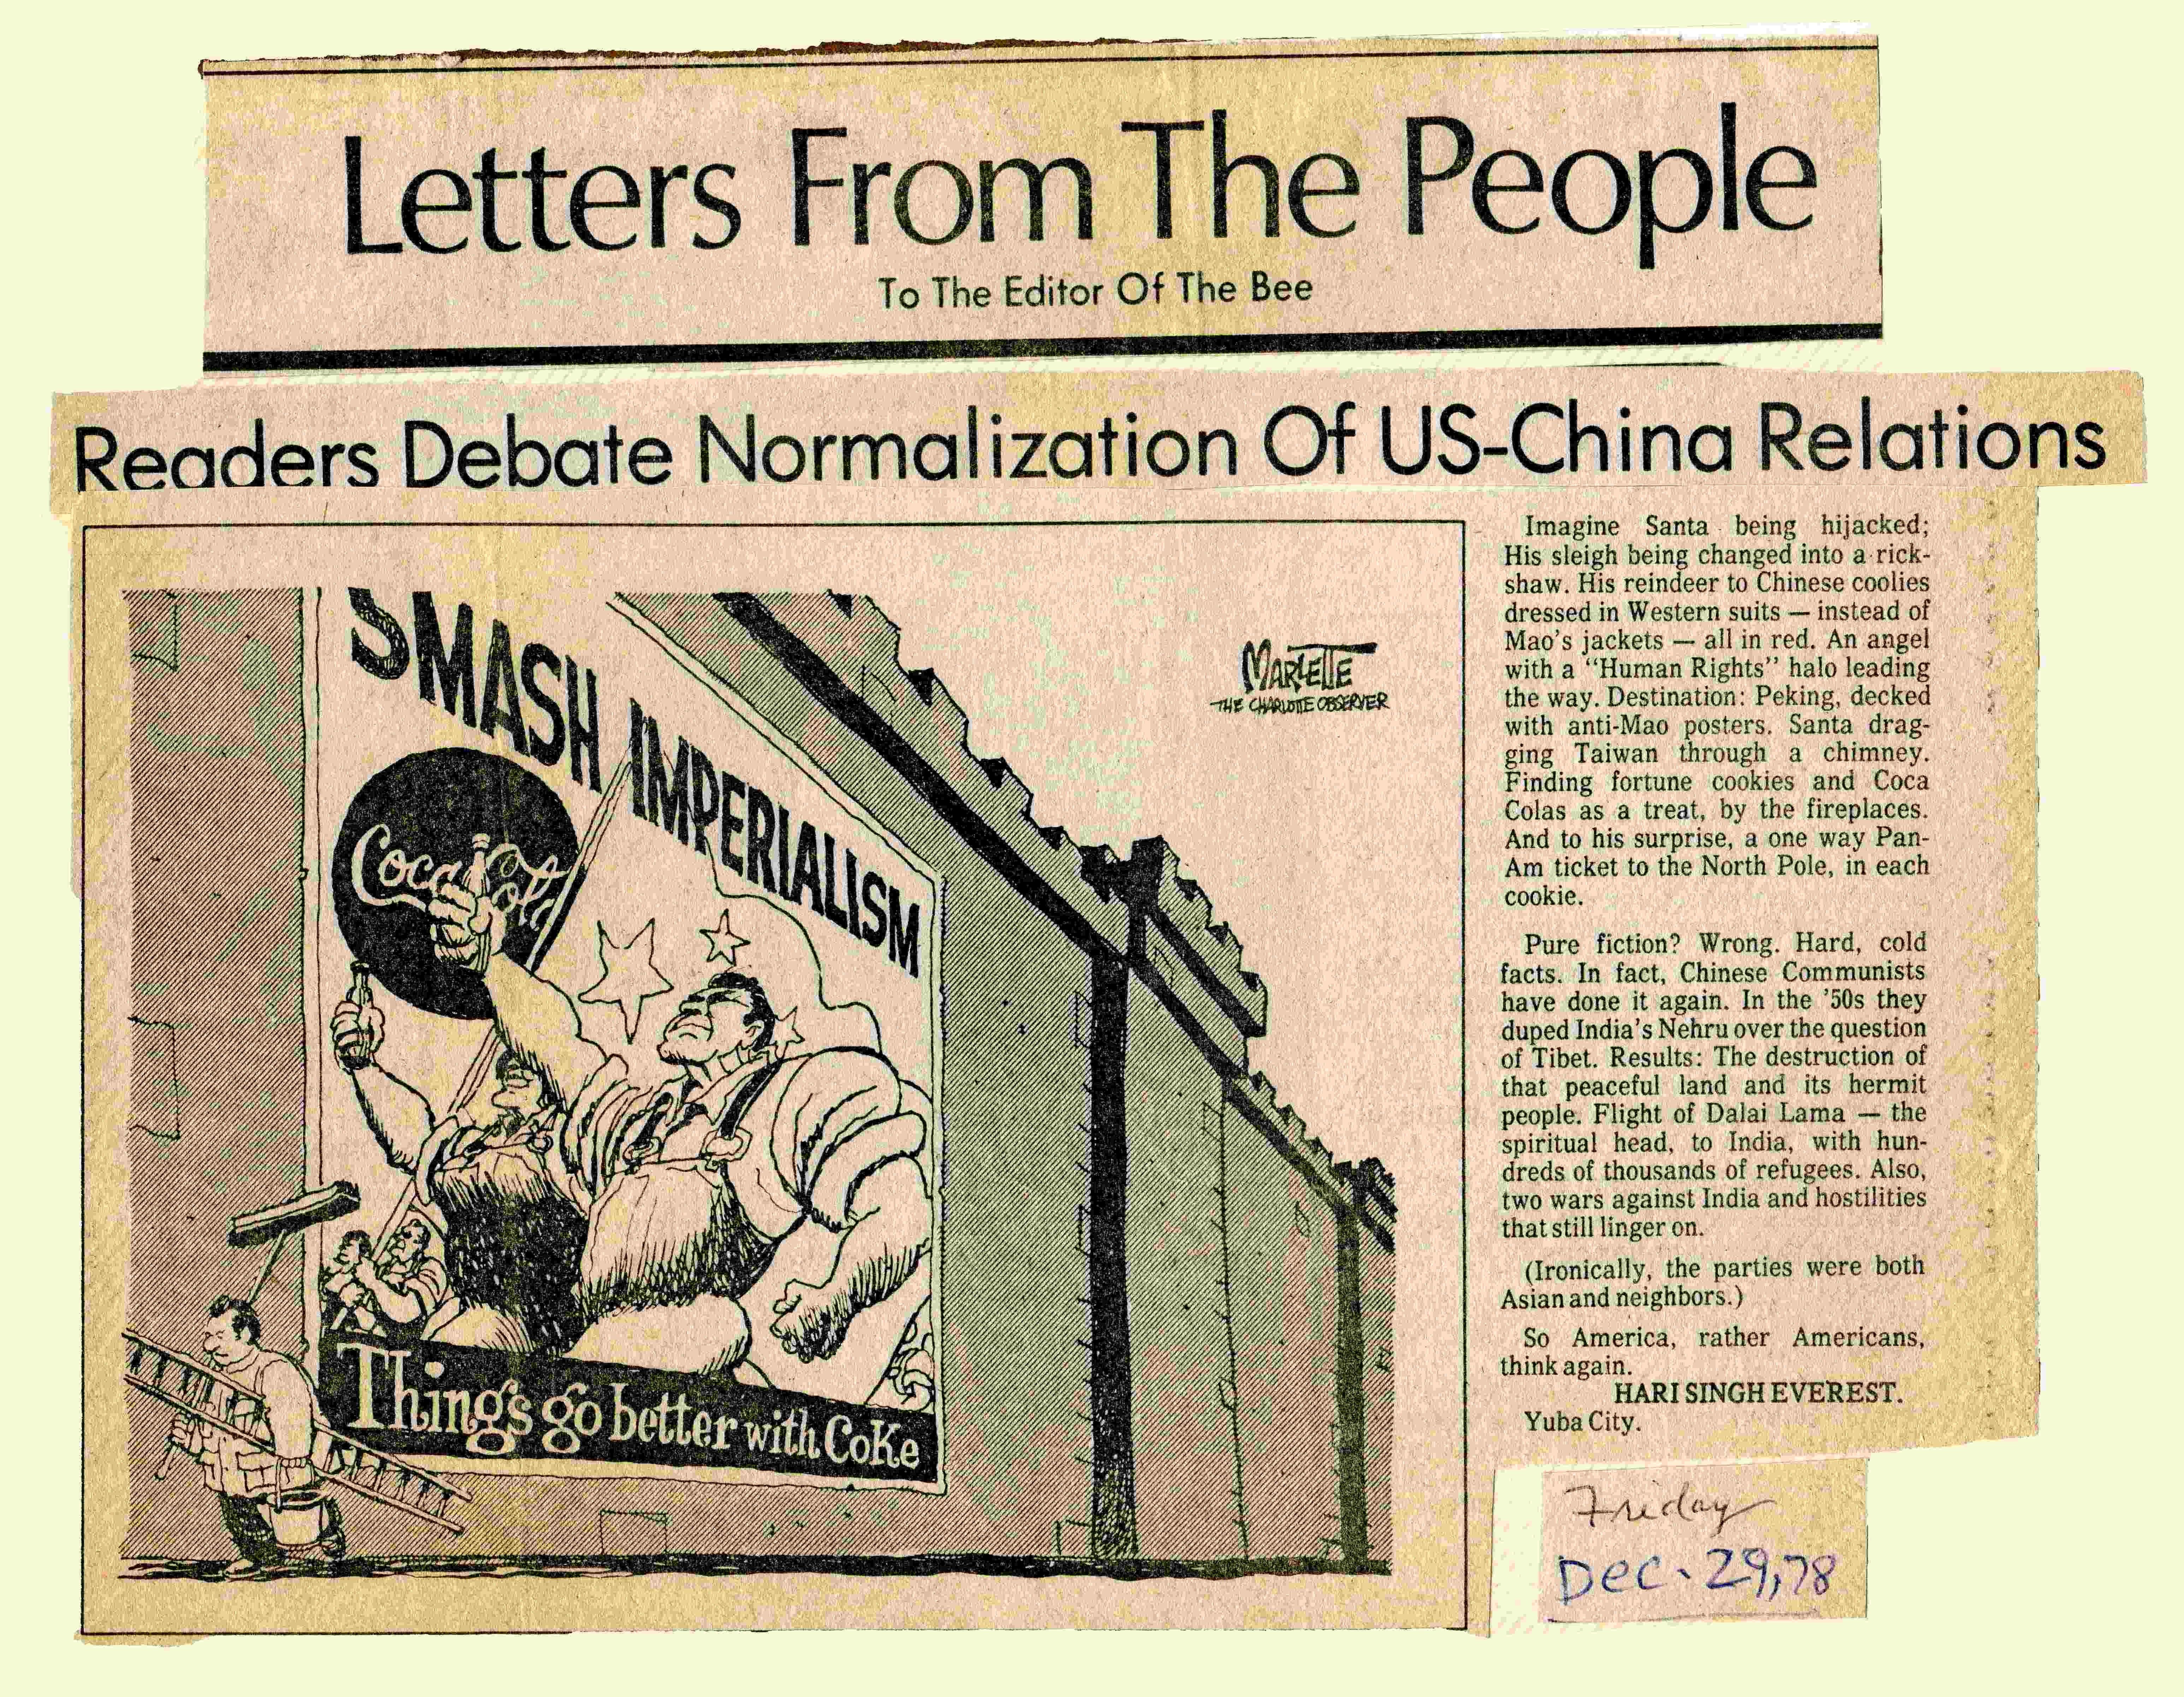 Letters From The People
To The Editor Of The Bee
Readers Debate Normalization Of US-China Relations
SMASH IMPERIALISM
Coca Cola
Things go better with Coke
MARLETTE
THE CHARLOTTE OBSERVER
Imagine Santa being hijacked;
His sleigh being changed into a rick-
shaw. His reindeer to Chinese coolies
dressed in Western suits — instead of
Mao's jackets — all in red. An angel
with a "Human Rights" halo leading
the way. Destination: Peking, decked
with anti-Mao posters. Santa drag-
ging Taiwan through a chimney.
Finding fortune cookies and Coca
Colas as a treat, by the fireplaces.
And to his surprise, a one way Pan-
Am ticket to the North Pole, in each
cookie.
Pure fiction? Wrong. Hard, cold
facts. In fact, Chinese Communists
have done it again. In the '50s they
duped India's Nehru over the question
of Tibet. Results: The destruction of
that peaceful land and its hermit
people. Flight of Dalai Lama — the
spiritual head, to India, with hun-
dreds of thousands of refugees. Also,
two wars against India and hostilities
that still linger on.
(Ironically, the parties were both
Asian and neighbors.)
So America, rather Americans,
think again.
HARI SINGH EVEREST.
Yuba City.
Friday
Dec. 29,78